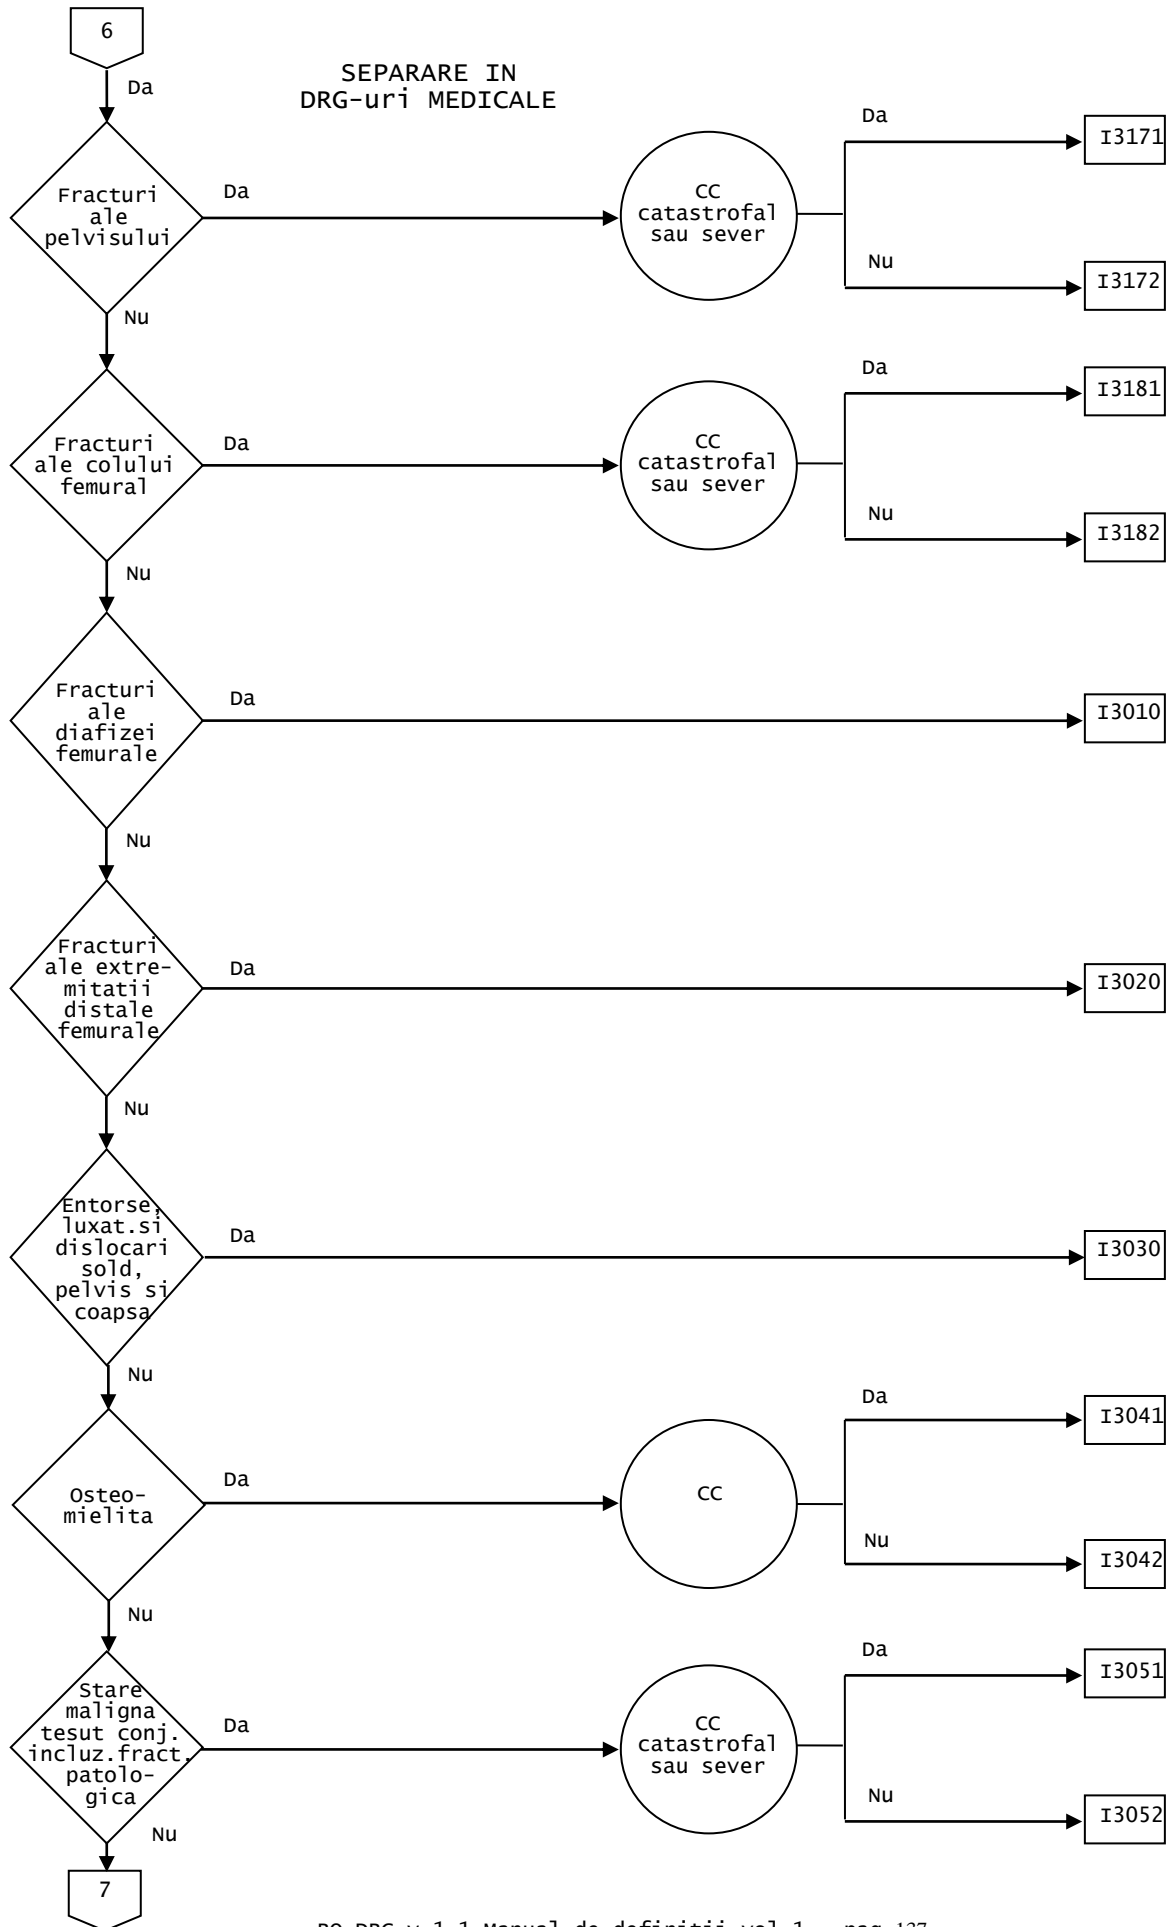 6
Da
SEPARARE IN
DRG-uri MEDICALE
Fracturi
ale
pelvisului
Da
CC
catastrofal
sau sever
Da
I3171
Nu
I3172
Nu
Fracturi
ale colului
femural
Da
CC
catastrofal
sau sever
Da
I3181
Nu
I3182
Nu
Fracturi
ale
diafizei
femurale
Da
I3010
Nu
Fracturi
ale extre-
mitatii
distale
femurale
Da
I3020
Nu
Entorse,
luxat.si
dislocari
sold,
pelvis si
coapsa
Da
I3030
Nu
Osteo-
mielita
Da
CC
Da
I3041
Nu
I3042
Nu
Stare
maligna
tesut conj.
incluz.fract.
patolo-
gica
Da
CC
catastrofal
sau sever
Da
I3051
Nu
I3052
Nu
7
RO DRG v.1 1 Manual de definitii vol 1 pag 127